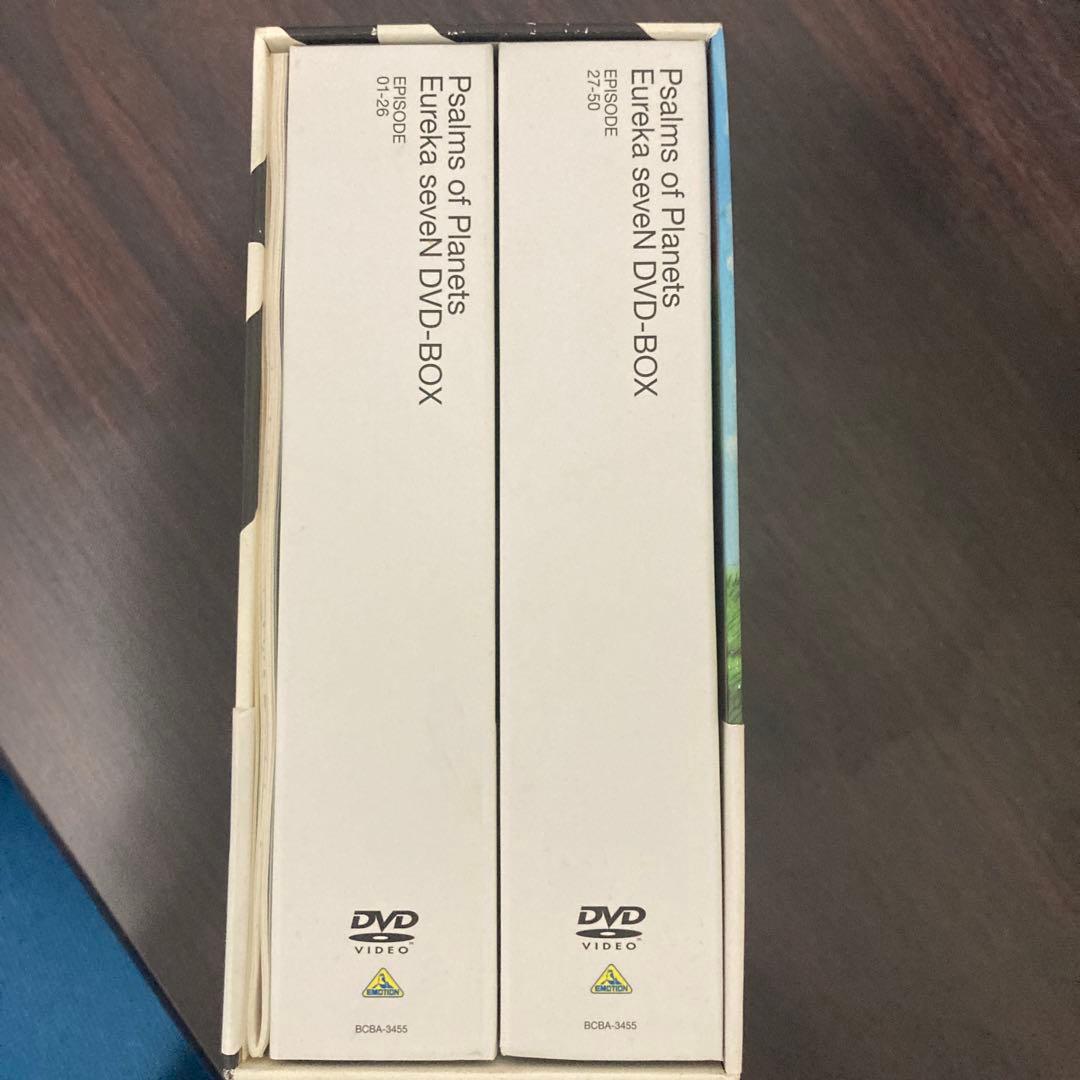 Psalms of Planets
Eureka seveN DVD-BOX
EPISODE
01-26
DVD
VIDEO
EMOTION
BCBA-3455
Psalms of Planets
Eureka seveN DVD-BOX
EPISODE
27-50
DVD
VIDEO
EMOTION
BCBA-3455